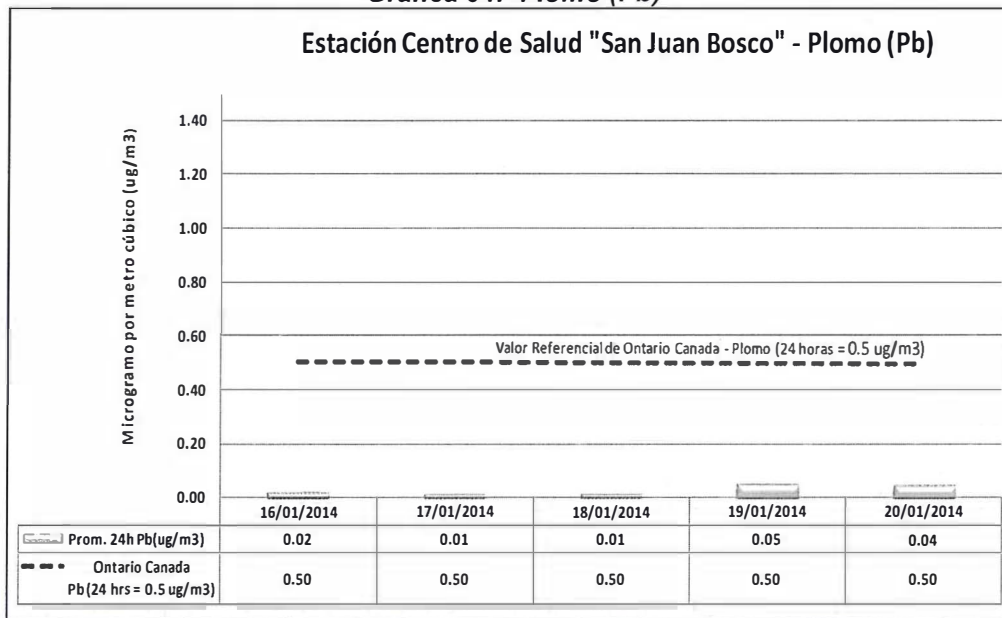 Estación Centro de Salud "San Juan Bosco" - Plomo (Pb)
Microgramo por metro cúbico (ug/m3)
1.40
1.20
1.00
0.80
0.60
0.40
0.20
0.00
Valor Referencial de Ontario Canada - Plomo (24 horas = 0.5 ug/m3)
16/01/2014 17/01/2014 18/01/2014 19/01/2014 20/01/2014
Prom. 24h Pb(ug/m3) 0.02 0.01 0.01 0.05 0.04
Ontario Canada
Pb(24 hrs = 0.5 ug/m3) 0.50 0.50 0.50 0.50 0.50